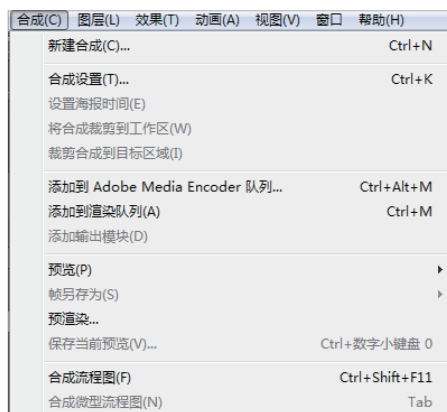 合成(C) 图层(L) 效果(T) 动画(A) 视图(V) 窗口 帮助(H)
新建合成(C)... Ctrl+N
合成设置(T)... Ctrl+K
设置海报时间(E)
将合成裁剪到工作区(W)
裁剪合成到目标区域(I)
添加到 Adobe Media Encoder 队列... Ctrl+Alt+M
添加到渲染队列(A) Ctrl+M
添加输出模块(D)
预览(P)
帧另存为(S)
预渲染...
保存当前预览(V)... Ctrl+数字小键盘 0
合成流程图(F) Ctrl+Shift+F11
合成微型流程图(N) Tab